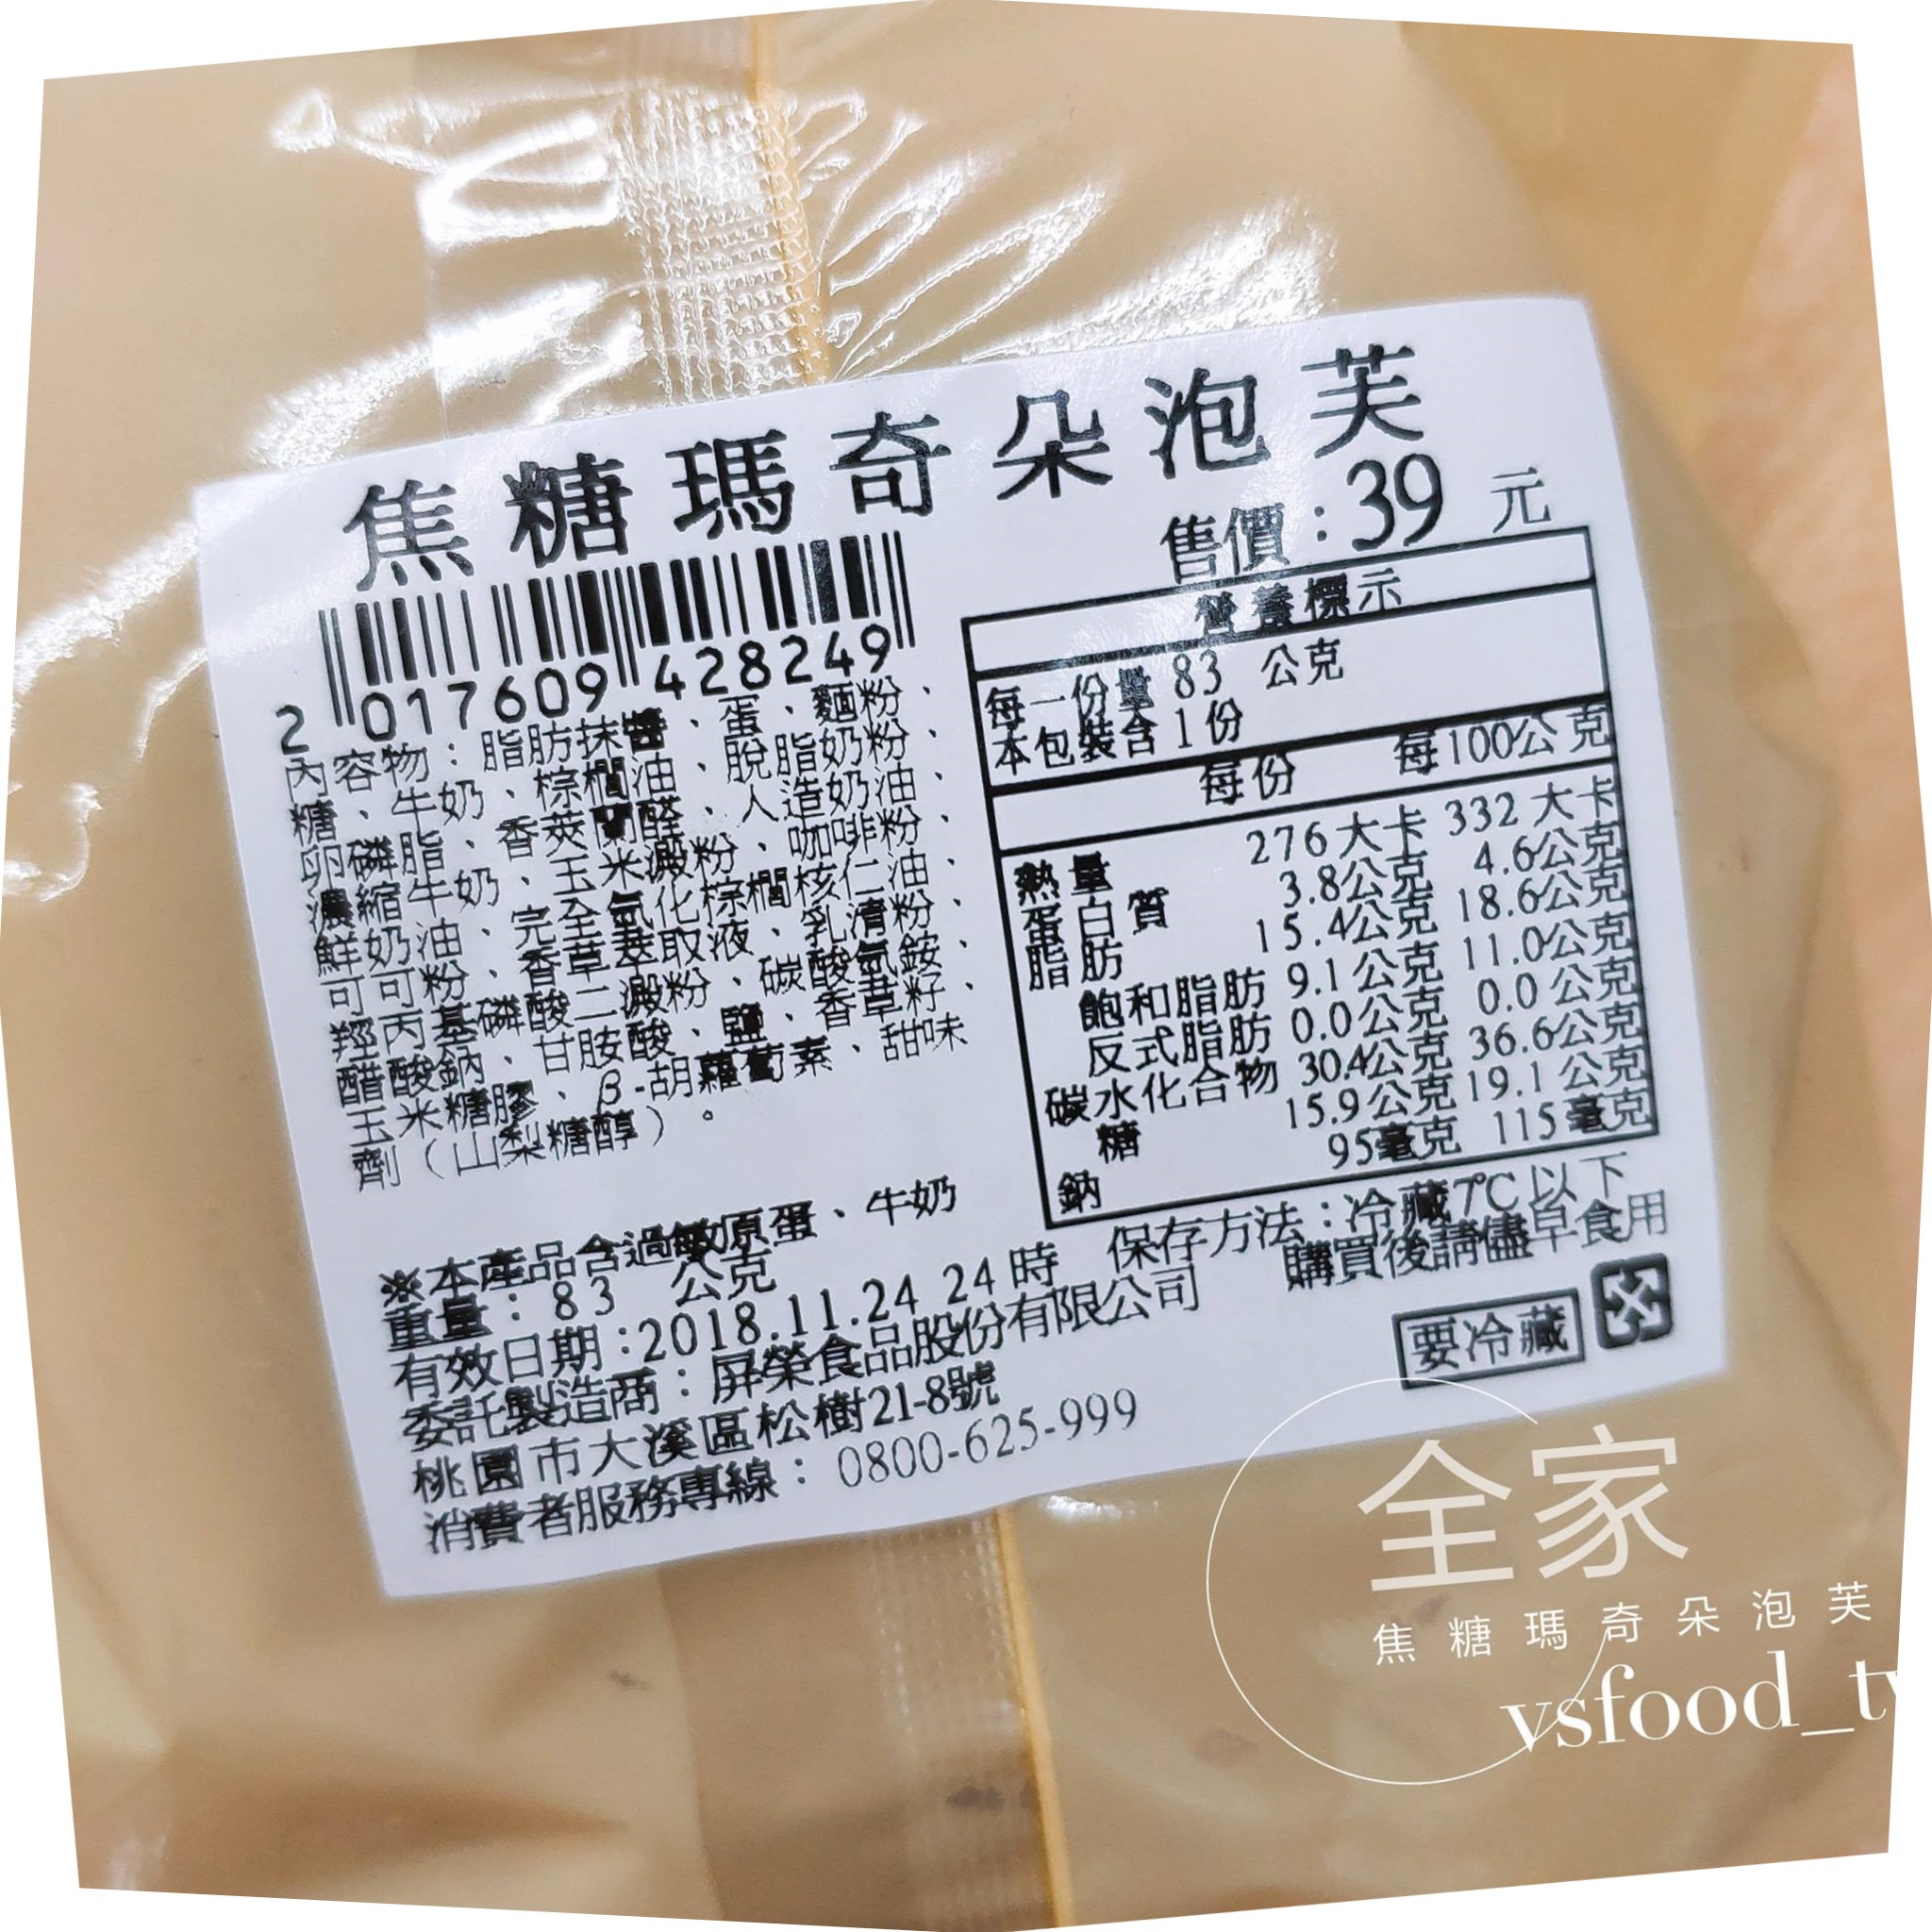 焦糖瑪奇朵泡芙
售價：39 元
2 017609 428249
內容物：脂肪抹醬、蛋、麵粉、
糖、牛奶、棕櫚油、脫脂奶粉、
卵磷脂、香莢蘭醛、人造奶油、
濃縮牛奶、玉米澱粉、咖啡粉、
鮮奶油、完全氫化棕櫚核仁油、
可可粉、香草萃取液、乳清粉、
羥丙基磷酸二澱粉、碳酸氫銨、
醋酸鈉、甘胺酸、鹽、香草籽、
玉米糖膠、β-胡蘿蔔素、甜味
劑（山梨糖醇）。
營養標示
每一份量 83 公克
本包裝含 1 份
每份 每100公克
熱量 276 大卡 332 大卡
蛋白質 3.8公克 4.6公克
脂肪 15.4公克 18.6公克
飽和脂肪 9.1公克 11.0公克
反式脂肪 0.0公克 0.0 公克
碳水化合物 30.4公克 36.6公克
糖 15.9公克 19.1 公克
鈉 95毫克 115毫克
※本產品含過敏原蛋、牛奶
重量：83 公克
有效日期：2018.11.24 24時
保存方法：冷藏7℃以下
購買後請儘早食用
委託製造商：屏榮食品股份有限公司
桃園市大溪區松樹21-8號
消費者服務專線：0800-625-999
要冷藏
全家
焦糖瑪奇朵泡芙
vsfood_t